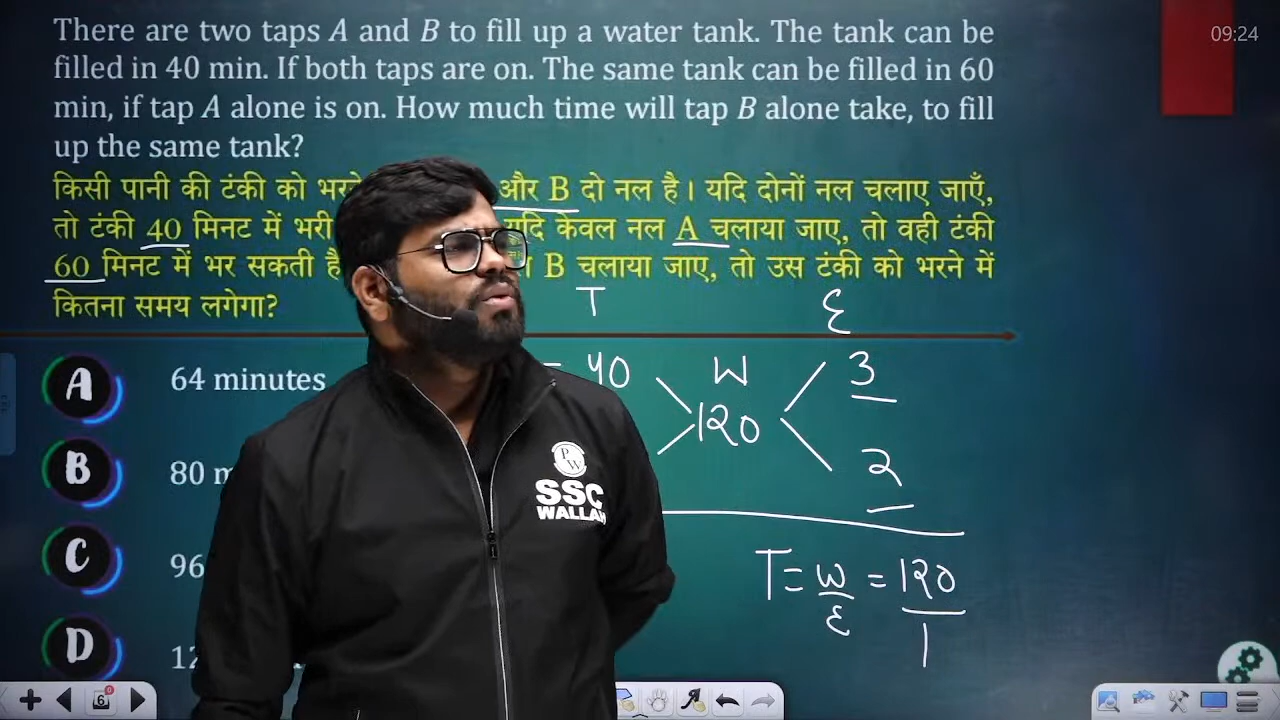 There are two taps A and B to fill up a water tank. The tank can be
09:24
filled in 40 min. If both taps are on. The same tank can be filled in 60
min, if tap A alone is on. How much time will tap B alone take, to fill
up the same tank?
किसी पानी की टंकी को और B दो नल है। यदि दोनों नल चलाए जाएँ,
तो टंकी 40 मिनट में भरी यदि केवल नल A चलाया जाए, तो वही टंकी
60 मिनट में भर सकती B चलाया जाए, तो उस टंकी को भरने में
कितना समय लगेगा?
T ε
A 64 minutes
40 W 3
120
B 80
2
PW
SSC
WALLAH
C 96
T = W/ε = 120/1
D
6